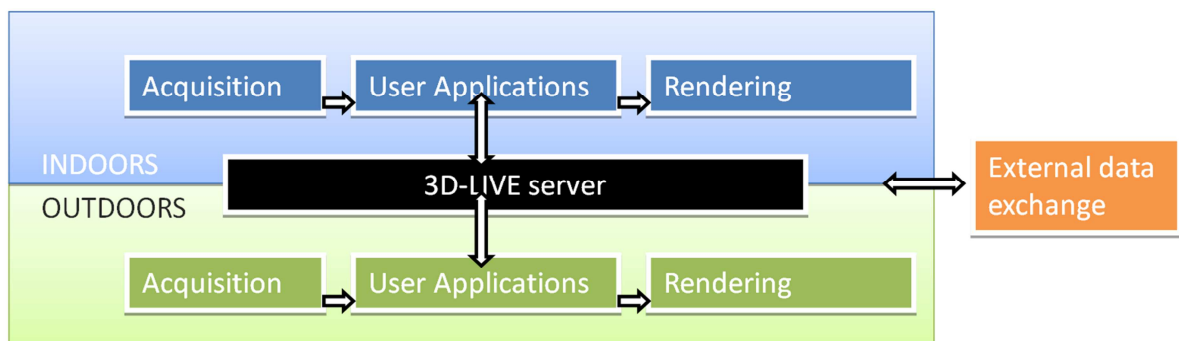 Acquisition
User Applications
Rendering
INDOORS
3D-LIVE server
External data
exchange
OUTDOORS
Acquisition
User Applications
Rendering